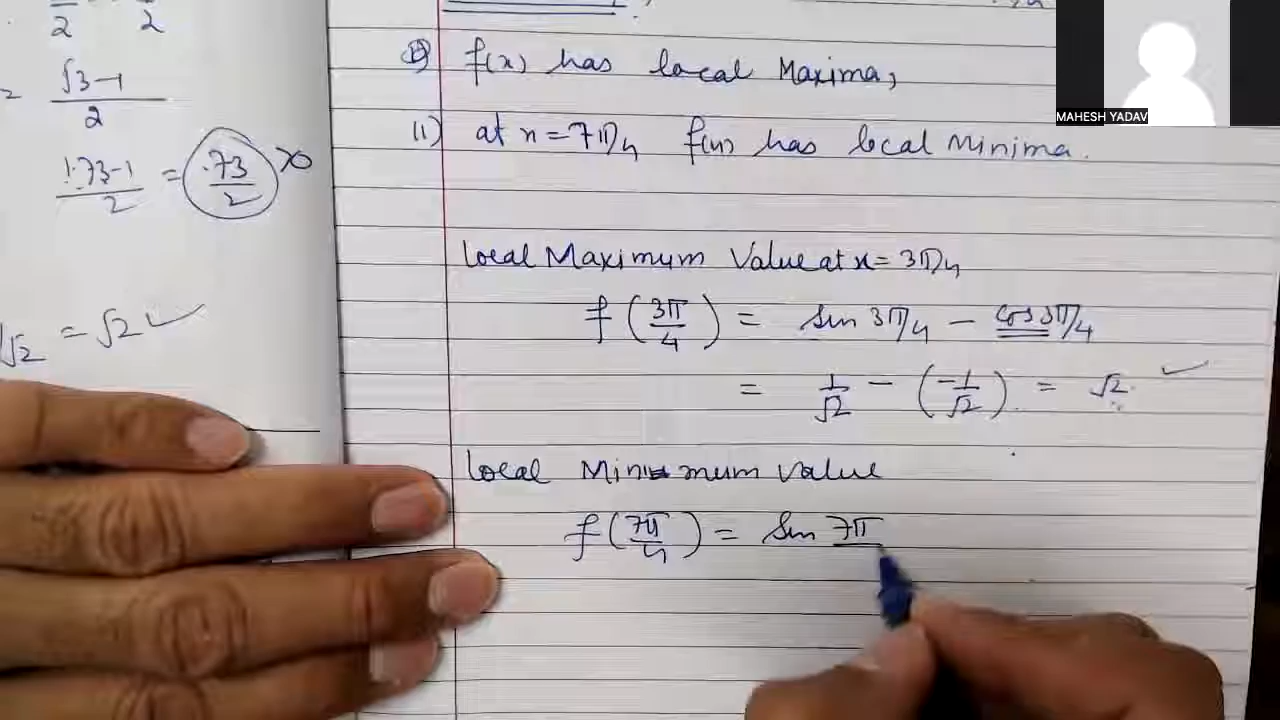 2 2
= √3-1
2
1.73-1 = .73
2 2
√2 = √2 ✓
f(x) has local Maxima,
11) at x = 7π/4 f(x) has local Minima.
local Maximum Value at x = 3π/4
f(3π/4) = sin 3π/4 - cos 3π/4
= 1/√2 - (-1/√2) = √2 ✓
local Minimum Value
f(7π/4) = sin 7π
MAHESH YADAV